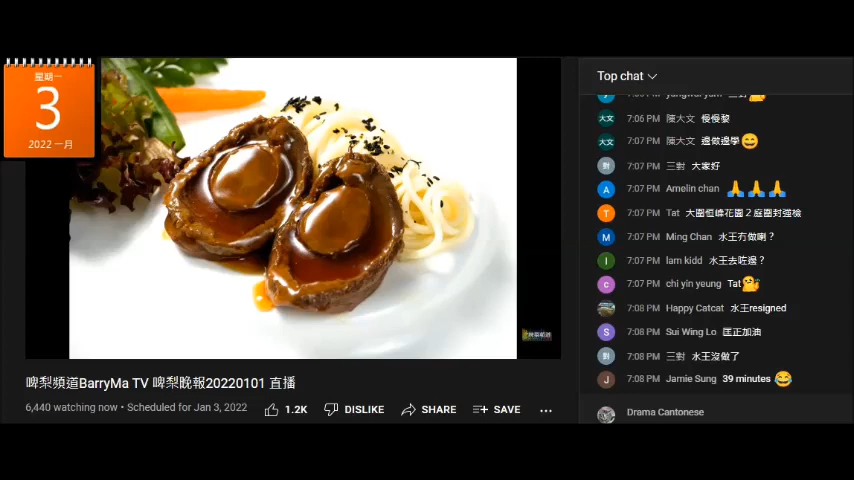 星期一
3
2022 一月
啤梨頻道BarryMa TV 啤梨晚報20220101 直播
6,440 watching now • Scheduled for Jan 3, 2022
1.2K DISLIKE SHARE SAVE ...
Top chat
大文 7:06 PM 陳大文 慢慢黎
大文 7:07 PM 陳大文 邊做邊學
對 7:07 PM 三對 大家好
A 7:07 PM Amelin chan
T 7:07 PM Tat 大圍恒峰花園２庭圍封強檢
M 7:07 PM Ming Chan 水王冇做喇？
I 7:07 PM lam kidd 水王去咗邊？
c 7:07 PM chi yin yeung Tat
7:08 PM Happy Catcat 水王resigned
S 7:08 PM Sui Wing Lo 匡正加油
對 7:08 PM 三對 水王沒做了
J 7:08 PM Jamie Sung 39 minutes
Drama Cantonese